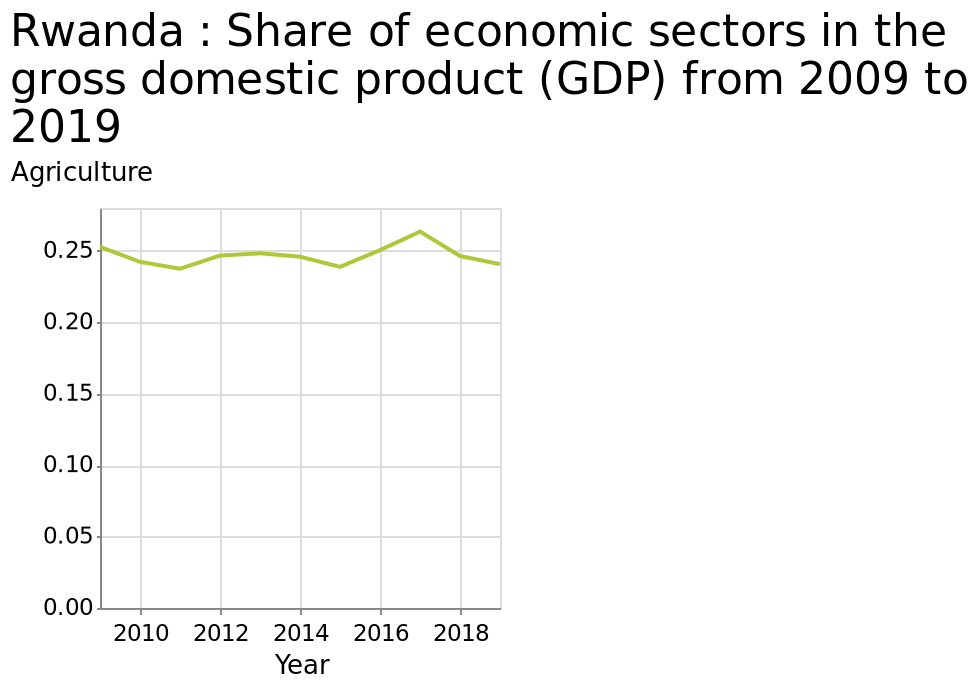 Rwanda : Share of economic sectors in the
gross domestic product (GDP) from 2009 to
2019
Agriculture
0.25
0.20
0.15
0.10
0.05
0.00
2010 2012 2014 2016 2018
Year